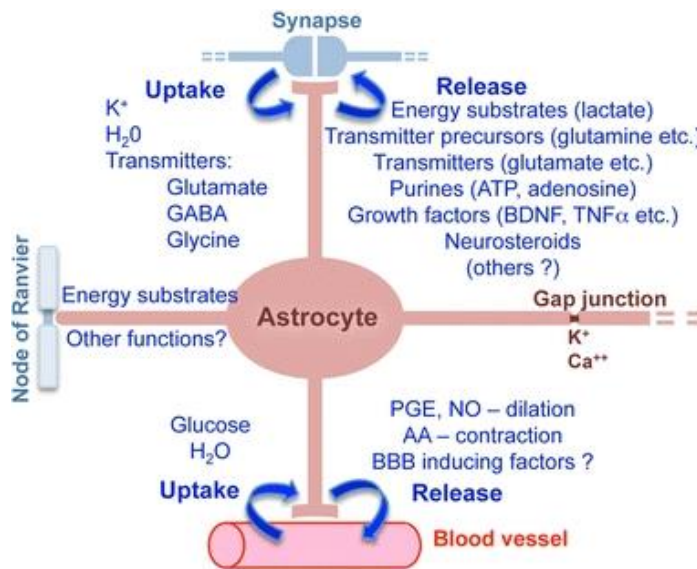 Synapse
Uptake
K⁺
H₂0
Transmitters:
Glutamate
GABA
Glycine
Release
Energy substrates (lactate)
Transmitter precursors (glutamine etc.)
Transmitters (glutamate etc.)
Purines (ATP, adenosine)
Growth factors (BDNF, TNFα etc.)
Neurosteroids
(others ?)
Node of Ranvier
Energy substrates
Other functions?
Astrocyte
Gap junction
K⁺
Ca⁺⁺
Glucose
H₂O
Uptake
PGE, NO – dilation
AA – contraction
BBB inducing factors ?
Release
Blood vessel